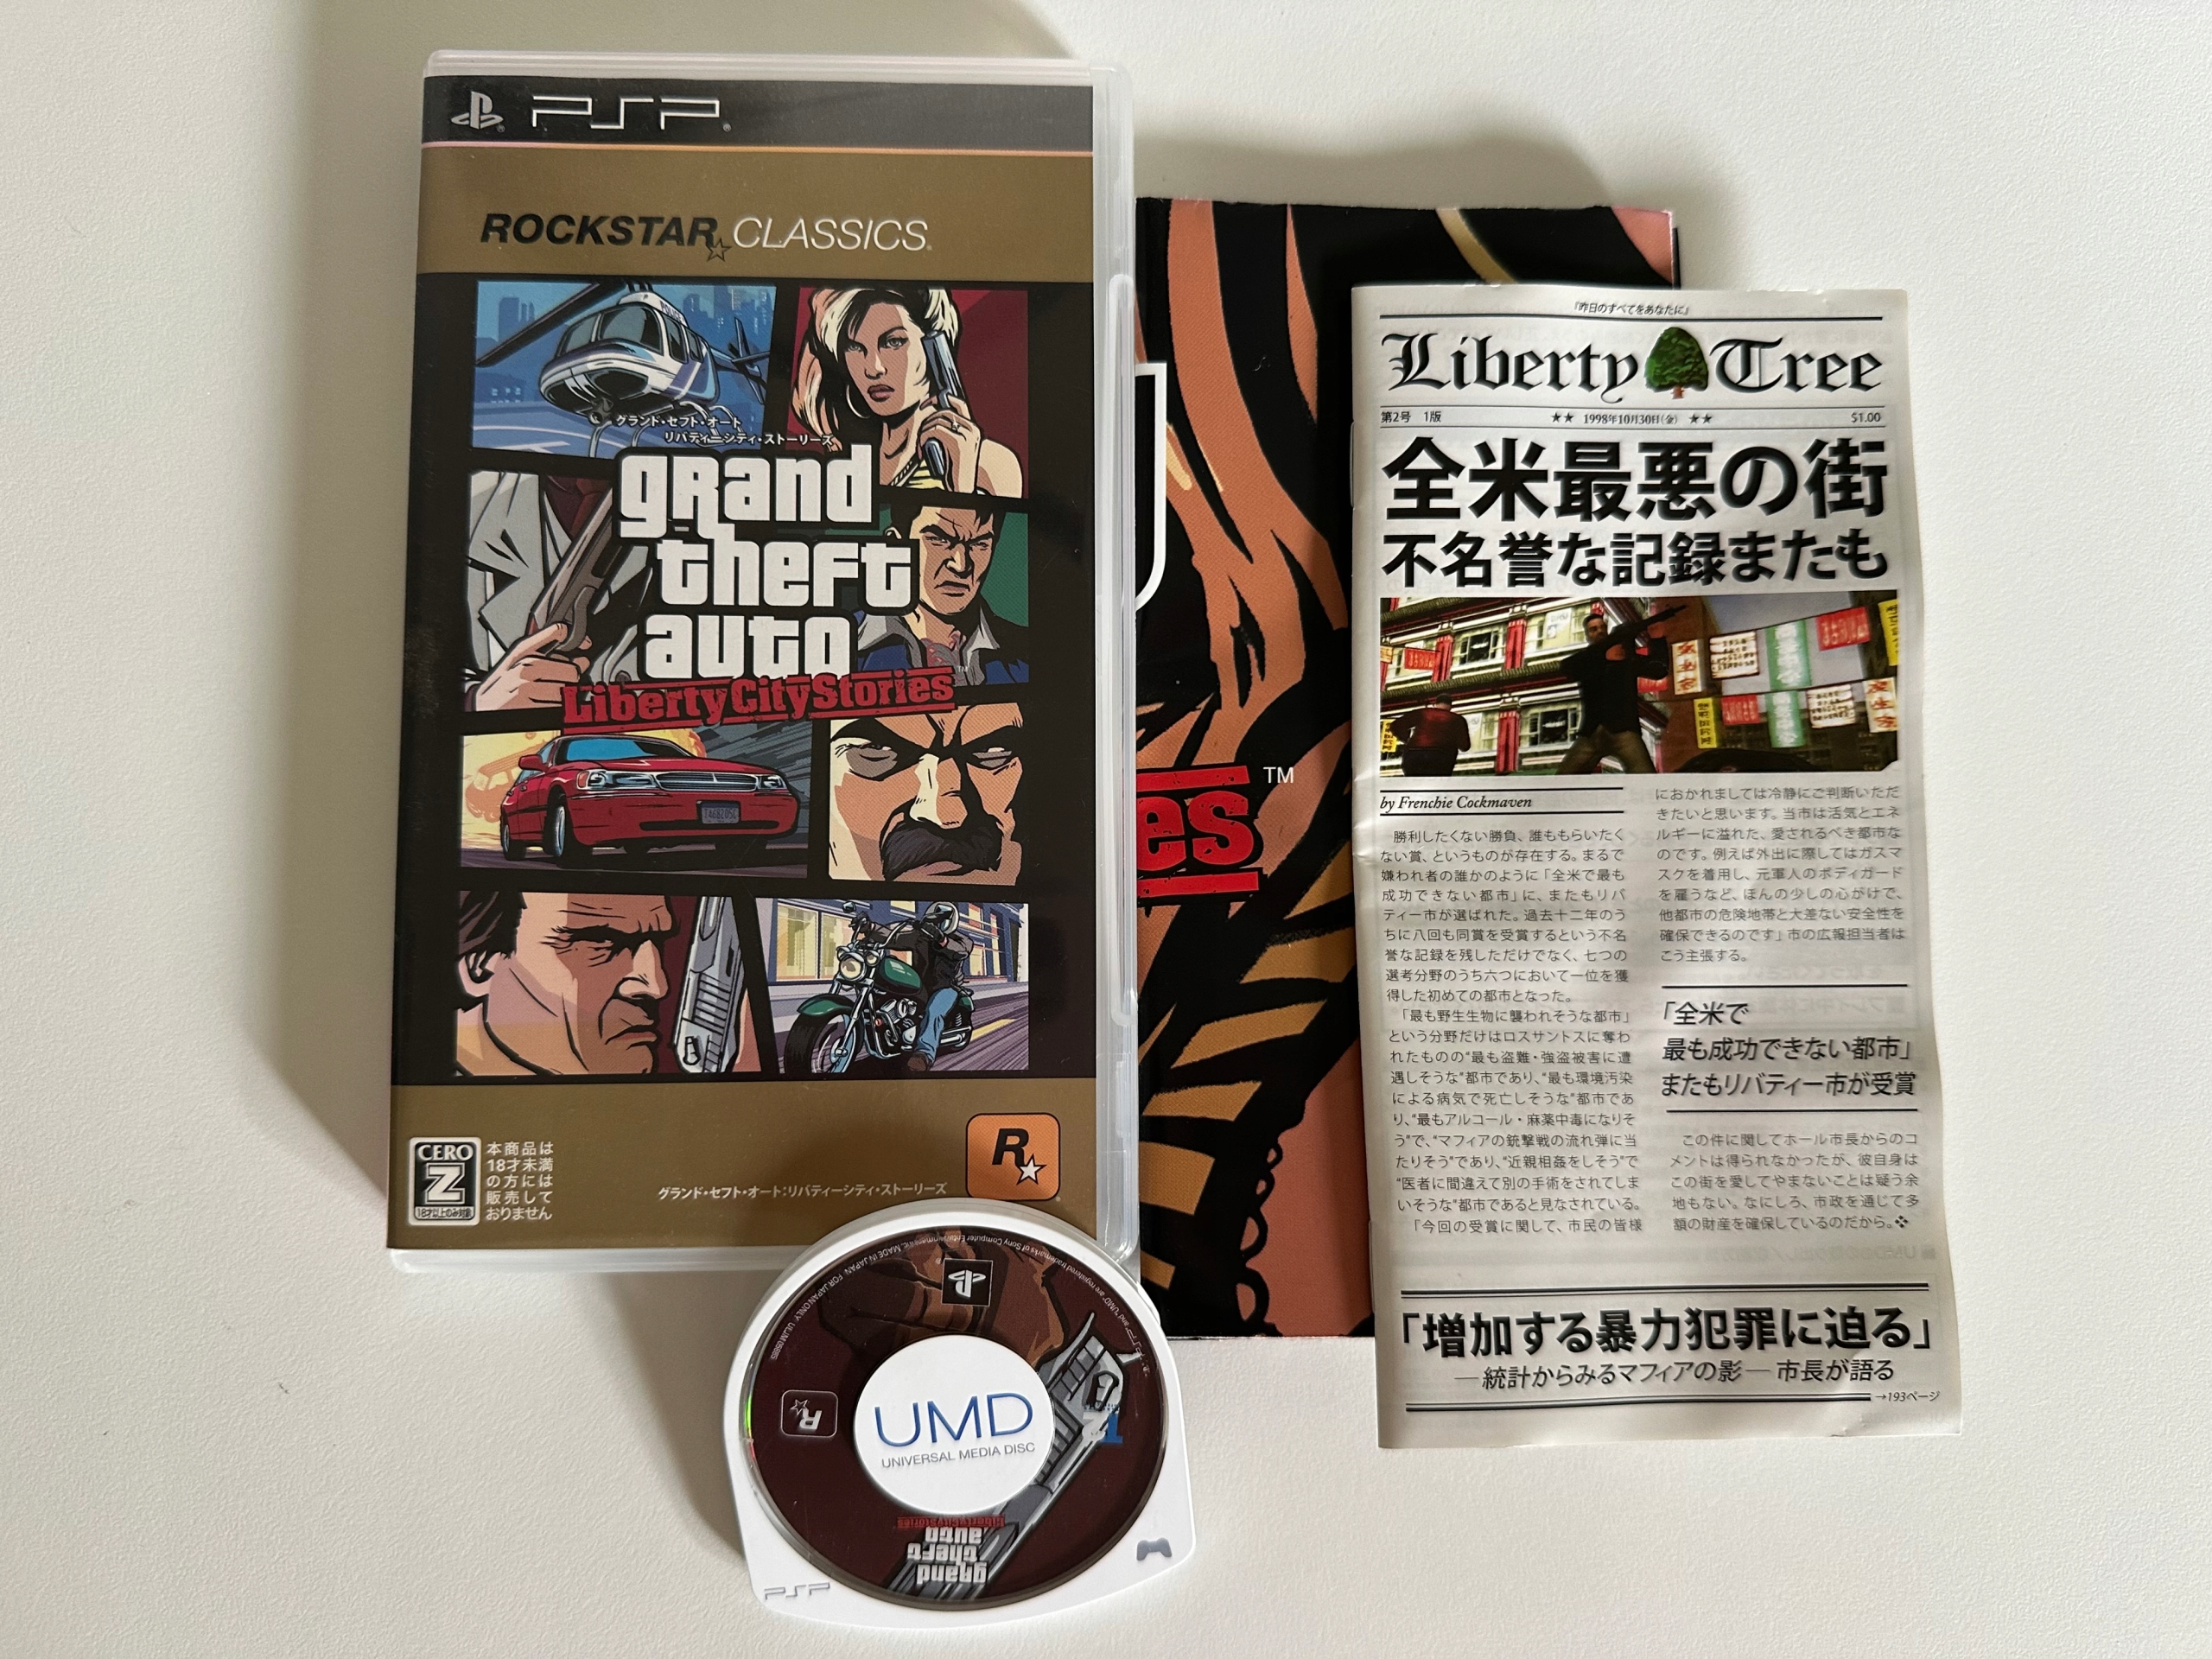 PSP
ROCKSTAR CLASSICS
グランド・セフト・オート
リバティーシティ・ストーリーズ
grand
theft
auto
Liberty City Stories
CERO
Z
18才以上のみ対象
本商品は
18才未満
の方には
販売して
おりません
グランド・セフト・オート:リバティーシティ・ストーリーズ
R
es
TM
「昨日のすべてをあなたに」
Liberty Tree
第2号 1版
★★ 1998年10月30日(金) ★★
$1.00
全米最悪の街
不名誉な記録またも
by Frenchie Cockmaven
勝利したくない勝負、誰ももらいたく
ない賞、というものが存在する。まるで
嫌われ者の誰かのように「全米で最も
成功できない都市」に、またもリバ
ティー市が選ばれた。過去十二年のう
ちに八回も同賞を受賞するという不名
誉な記録を残しただけでなく、七つの
選考分野のうち六つにおいて一位を獲
得した初めての都市となった。
「最も野生生物に襲われそうな都市」
という分野だけはロスサントスに奪わ
れたものの"最も盗難・強盗被害に遭
遇しそうな"都市であり、"最も環境汚染
による病気で死亡しそうな"都市であ
り、"最もアルコール・麻薬中毒になりそ
う"で、"マフィアの銃撃戦の流れ弾に当
たりそう"であり、"近親相姦をしそう"で
"医者に間違えて別の手術をされてしま
いそうな"都市であると見なされている。
「今回の受賞に関して、市民の皆様
におかれましては冷静にご判断いただ
きたいと思います。当市は活気とエネ
ルギーに溢れた、愛されるべき都市な
のです。例えば外出に際してはガスマ
スクを着用し、元軍人のボディガード
を雇うなど、ほんの少しの心がけで、
他都市の危険地帯と大差ない安全性を
確保できるのです」市の広報担当者は
こう主張する。
「全米で
最も成功できない都市」
またもリバティー市が受賞
この件に関してホール市長からのコ
メントは得られなかったが、彼自身は
この街を愛してやまないことは疑う余
地もない。なにしろ、市政を通じて多
額の財産を確保しているのだから。❖
「増加する暴力犯罪に迫る」
―統計からみるマフィアの影― 市長が語る
→193ページ
UMD
UNIVERSAL MEDIA DISC
R
grand
theft
auto
Liberty City Stories
PSP